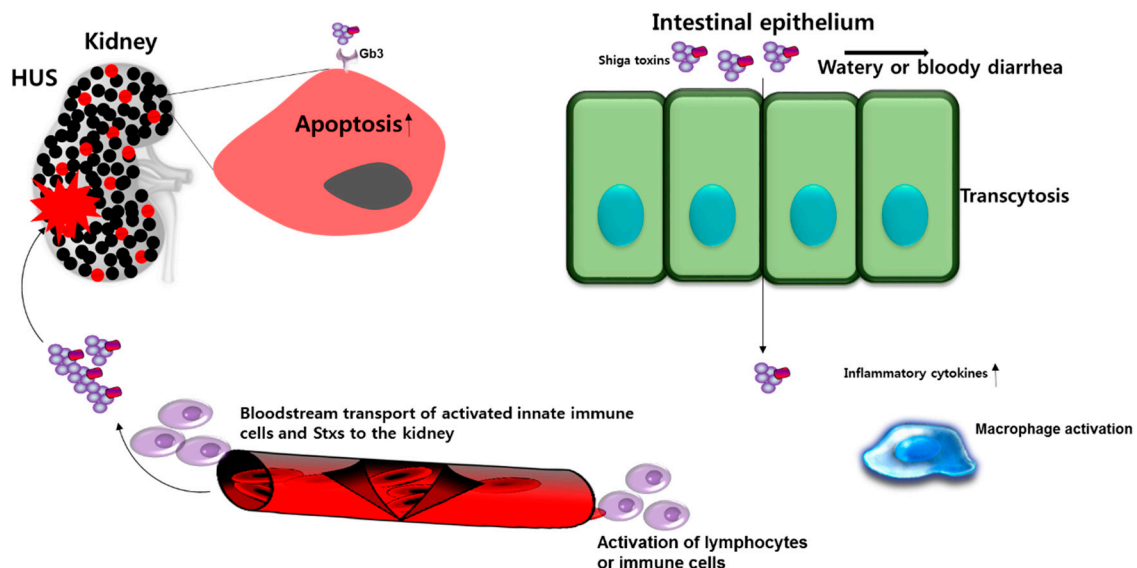 Kidney
HUS
Gb3
Apoptosis↑
Intestinal epithelium
Shiga toxins
Watery or bloody diarrhea
Transcytosis
Inflammatory cytokines ↑
Macrophage activation
Bloodstream transport of activated innate immune
cells and Stxs to the kidney
Activation of lymphocytes
or immune cells